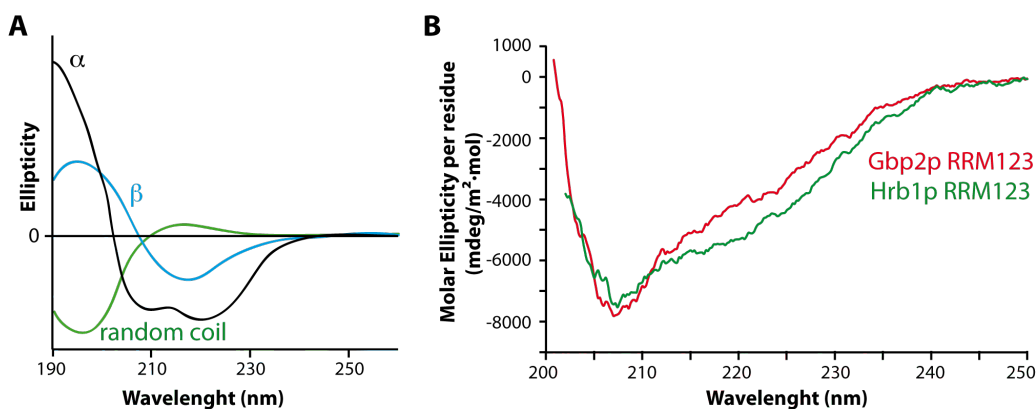 A
α
β
0
random coil
Ellipticity
190
210
230
250
Wavelenght (nm)
B
1000
0
-2000
-4000
-6000
-8000
Molar Ellipticity per residue
(mdeg/m²·mol)
Gbp2p RRM123
Hrb1p RRM123
200
210
220
230
240
250
Wavelenght (nm)